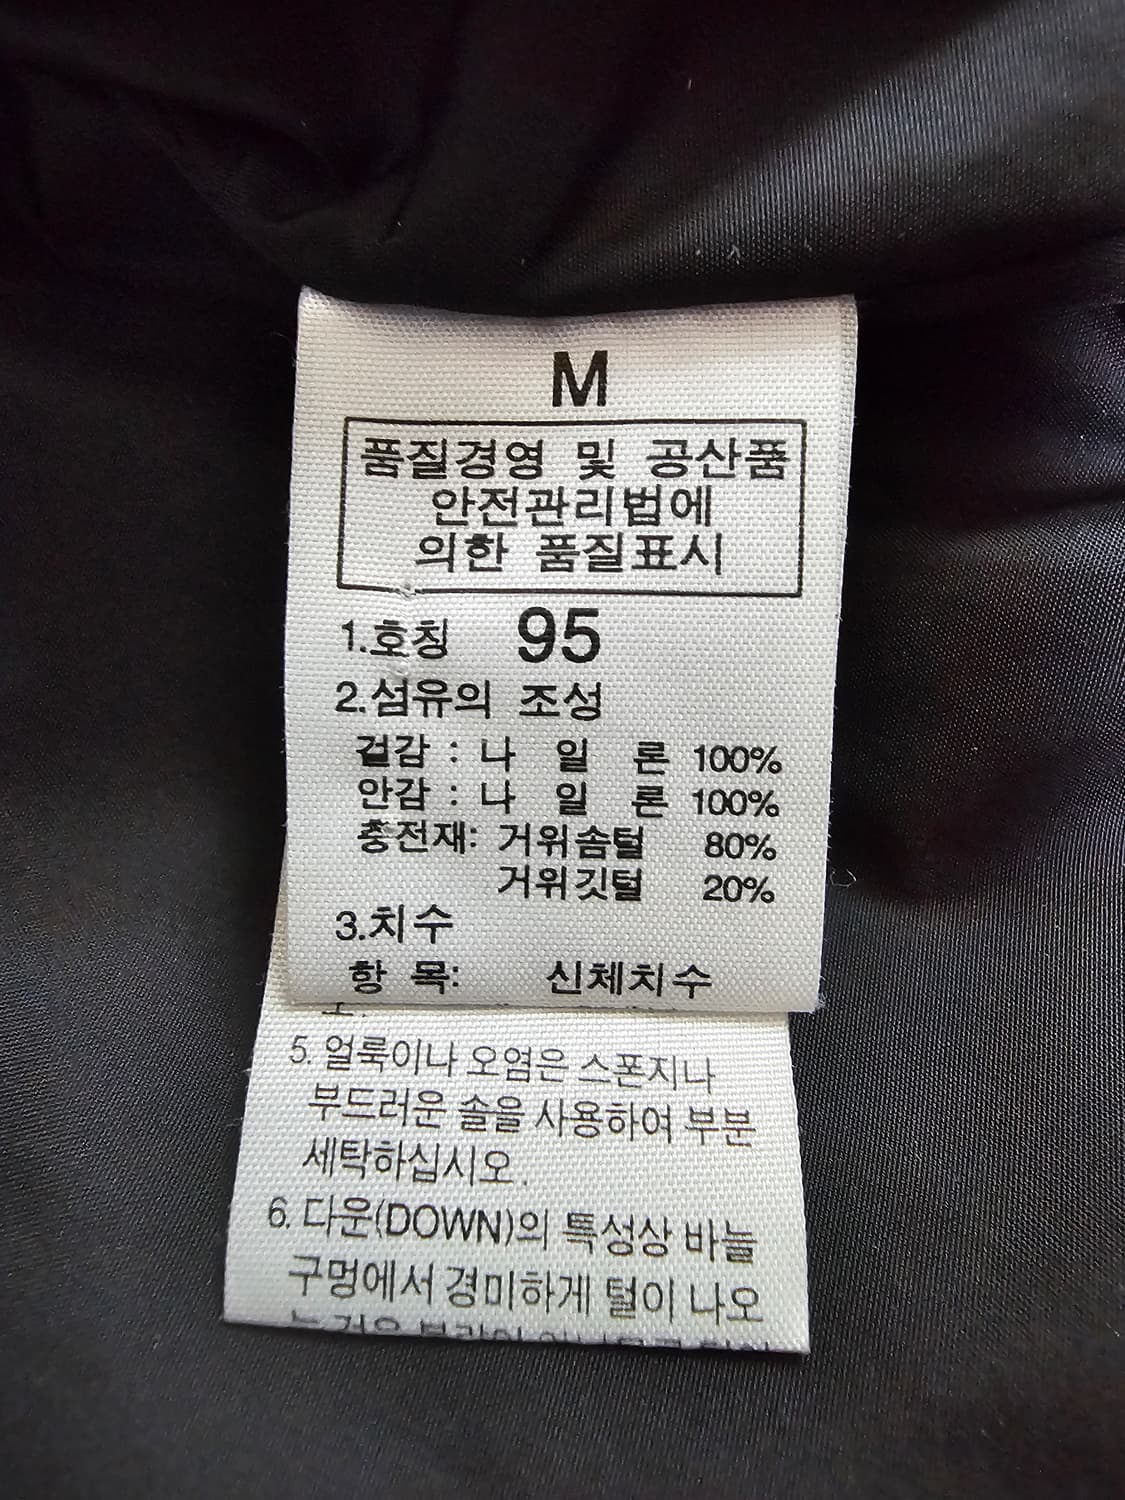 M
품질경영 및 공산품
안전관리법에
의한 품질표시
1.호칭 95
2.섬유의 조성
겉감 : 나 일 론 100%
안감 : 나 일 론 100%
충전재: 거위솜털 80%
거위깃털 20%
3.치수
항 목: 신체치수
5. 얼룩이나 오염은 스폰지나
부드러운 솔을 사용하여 부분
세탁하십시오.
6. 다운(DOWN)의 특성상 바늘
구멍에서 경미하게 털이 나오
는 것은